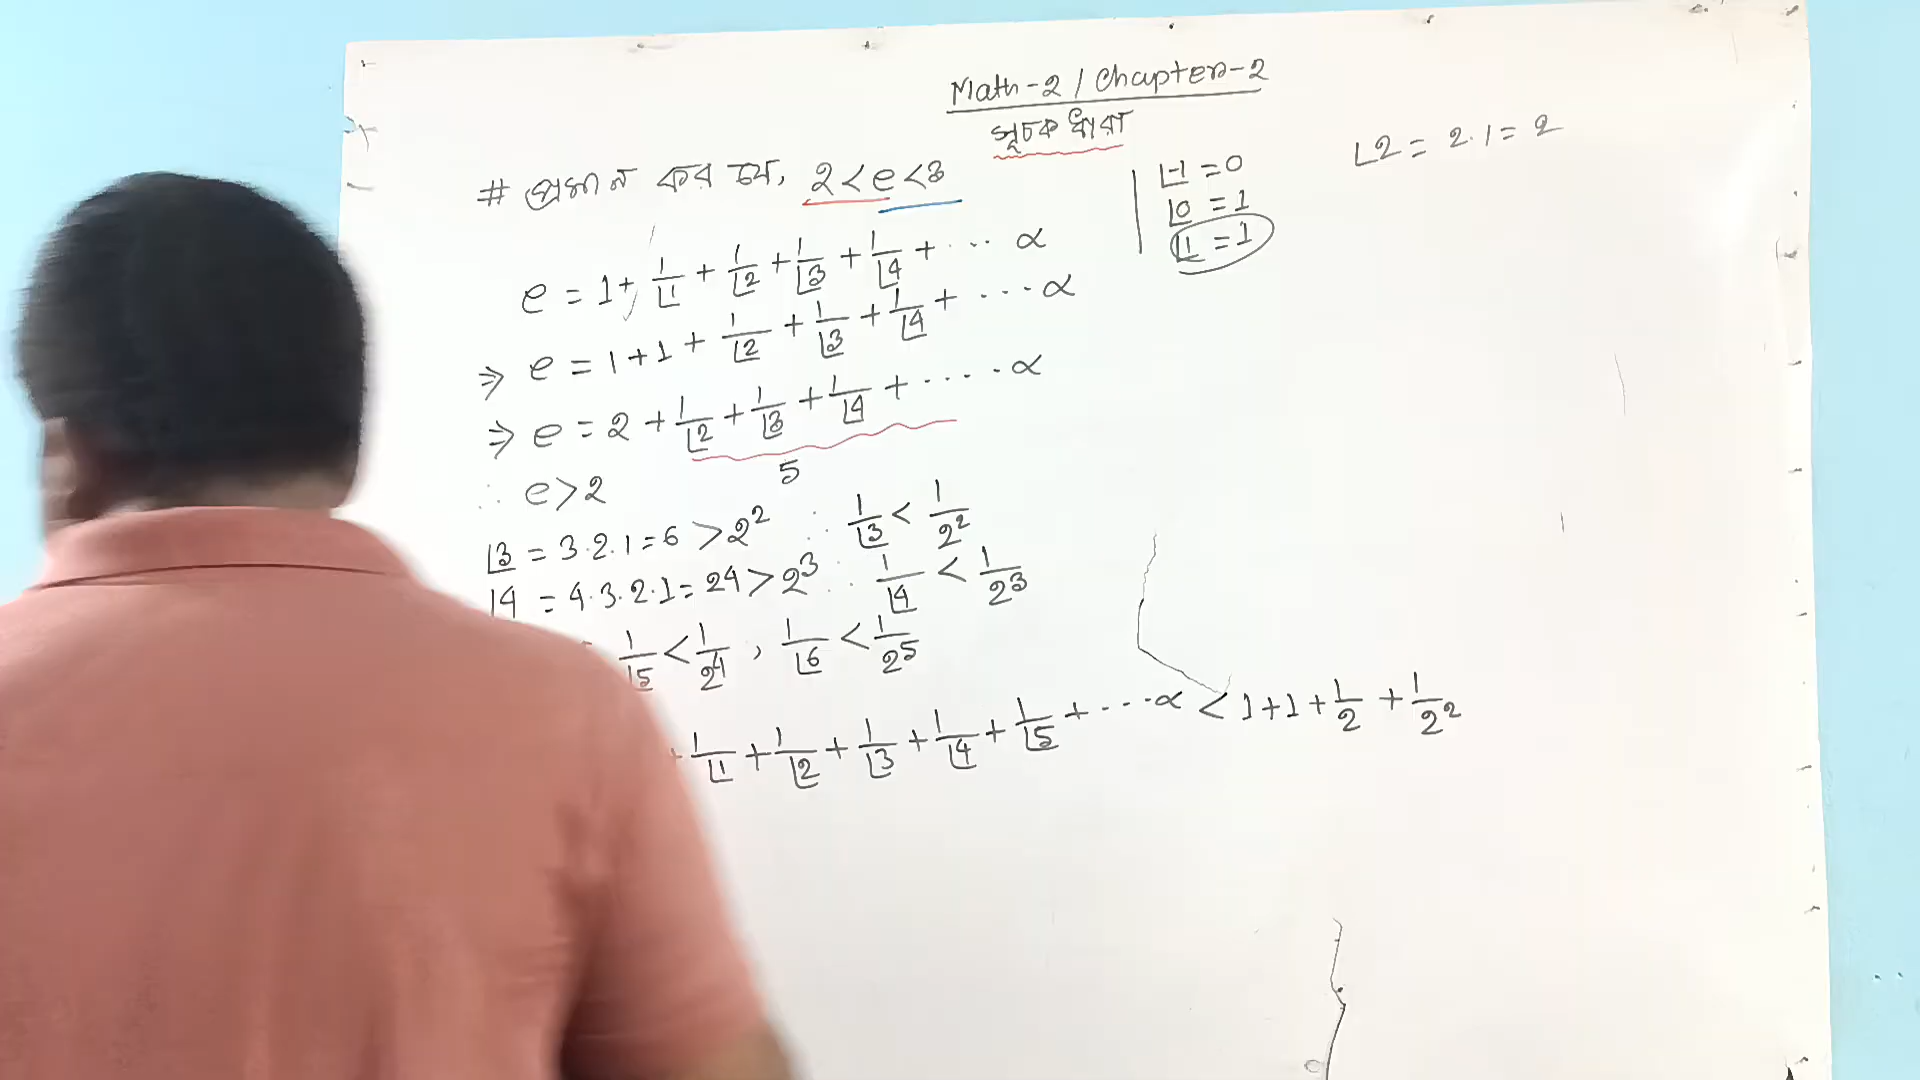 Math-2 / Chapter-2
সূচক ধারা
# প্রমান কর যে, 2 < e < 3
∟-1 = 0
∟0 = 1
∟1 = 1
∟2 = 2·1 = 2
e = 1 + 1/∟1 + 1/∟2 + 1/∟3 + 1/∟4 + ··· ∝
⇒ e = 1 + 1 + 1/∟2 + 1/∟3 + 1/∟4 + ···· ∝
⇒ e = 2 + 1/∟2 + 1/∟3 + 1/∟4 + ····· ∝
5
∴ e > 2
∟3 = 3·2·1 = 6 > 2² ∴ 1/∟3 < 1/2²
∟4 = 4·3·2·1 = 24 > 2³ ∴ 1/∟4 < 1/2³
1/∟5 < 1/2⁴ , 1/∟6 < 1/2⁵
+ 1/∟1 + 1/∟2 + 1/∟3 + 1/∟4 + 1/∟5 + ···∝ < 1 + 1 + 1/2 + 1/2²